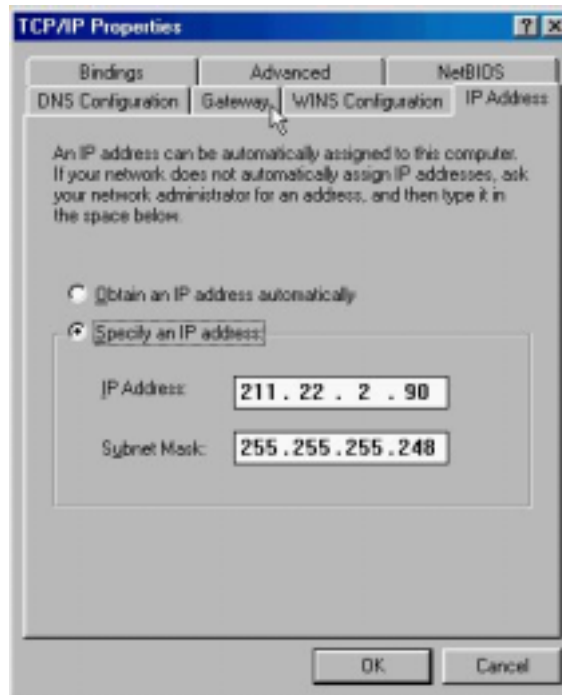 TCP/IP Properties
? ×
Bindings Advanced NetBIOS
DNS Configuration Gateway WINS Configuration IP Address
An IP address can be automatically assigned to this computer.
If your network does not automatically assign IP addresses, ask
your network administrator for an address, and then type it in
the space below.
Obtain an IP address automatically
Specify an IP address:
IP Address: 211 . 22 . 2 . 90
Subnet Mask: 255 . 255 . 255 . 248
OK Cancel